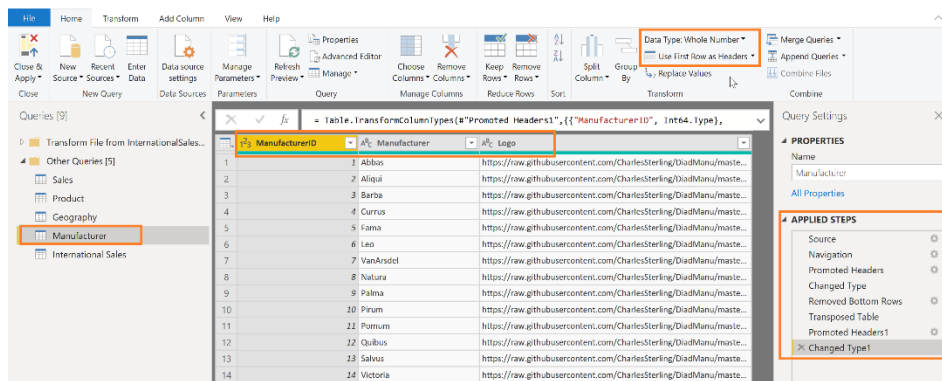 File Home Transform Add Column View Help
Close & Apply New Source Recent Sources Enter Data Data source settings Manage Parameters Refresh Preview Properties Advanced Editor Manage Choose Columns Remove Columns Keep Rows Remove Rows Split Column Group By Data Type: Whole Number Use First Row as Headers Replace Values Merge Queries Append Queries Combine Files
Close New Query Data Sources Parameters Query Manage Columns Reduce Rows Sort Transform Combine
Queries [9]
Transform File from InternationalSales...
Other Queries [5]
Sales
Product
Geography
Manufacturer
International Sales
fx = Table.TransformColumnTypes(#"Promoted Headers1",{{"ManufacturerID", Int64.Type},
ManufacturerID Manufacturer Logo
1 1 Abbas https://raw.githubusercontent.com/CharlesSterling/DiadManu/maste...
2 2 Aliqui https://raw.githubusercontent.com/CharlesSterling/DiadManu/maste...
3 3 Barba https://raw.githubusercontent.com/CharlesSterling/DiadManu/maste...
4 4 Currus https://raw.githubusercontent.com/CharlesSterling/DiadManu/maste...
5 5 Fama https://raw.githubusercontent.com/CharlesSterling/DiadManu/maste...
6 6 Leo https://raw.githubusercontent.com/CharlesSterling/DiadManu/maste...
7 7 VanArsdel https://raw.githubusercontent.com/CharlesSterling/DiadManu/maste...
8 8 Natura https://raw.githubusercontent.com/CharlesSterling/DiadManu/maste...
9 9 Palma https://raw.githubusercontent.com/CharlesSterling/DiadManu/maste...
10 10 Pirum https://raw.githubusercontent.com/CharlesSterling/DiadManu/maste...
11 11 Pomum https://raw.githubusercontent.com/CharlesSterling/DiadManu/maste...
12 12 Quibus https://raw.githubusercontent.com/CharlesSterling/DiadManu/maste...
13 13 Salvus https://raw.githubusercontent.com/CharlesSterling/DiadManu/maste...
14 14 Victoria https://raw.githubusercontent.com/CharlesSterling/DiadManu/maste...
Query Settings
PROPERTIES
Name
Manufacturer
All Properties
APPLIED STEPS
Source
Navigation
Promoted Headers
Changed Type
Removed Bottom Rows
Transposed Table
Promoted Headers1
Changed Type1